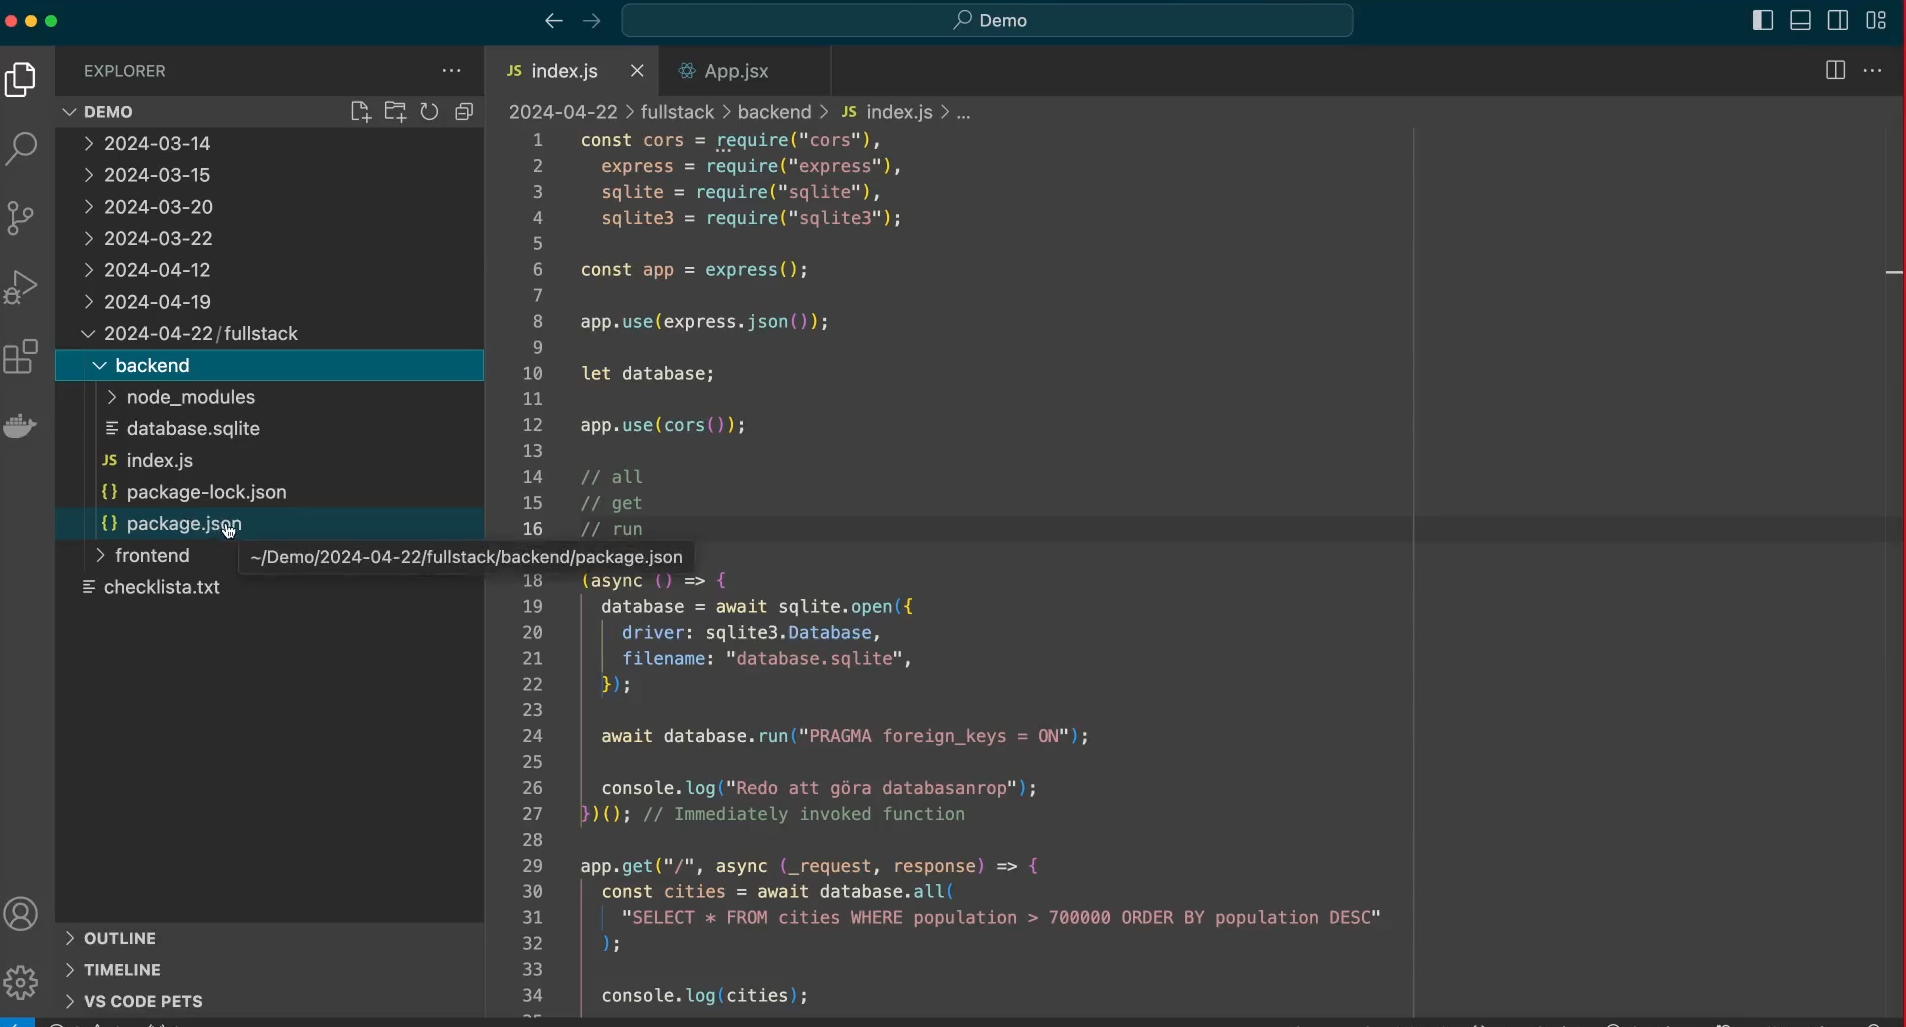 Demo
EXPLORER
DEMO
2024-03-14
2024-03-15
2024-03-20
2024-03-22
2024-04-12
2024-04-19
2024-04-22/fullstack
backend
node_modules
database.sqlite
JS index.js
{} package-lock.json
{} package.json
frontend
~/Demo/2024-04-22/fullstack/backend/package.json
checklista.txt
OUTLINE
TIMELINE
VS CODE PETS
JS index.js
App.jsx
2024-04-22 > fullstack > backend > JS index.js > ...
1 const cors = require("cors"),
2 express = require("express"),
3 sqlite = require("sqlite"),
4 sqlite3 = require("sqlite3");
5
6 const app = express();
7
8 app.use(express.json());
9
10 let database;
11
12 app.use(cors());
13
14 // all
15 // get
16 // run
18 (async () => {
19 database = await sqlite.open({
20 driver: sqlite3.Database,
21 filename: "database.sqlite",
22 });
23
24 await database.run("PRAGMA foreign_keys = ON");
25
26 console.log("Redo att göra databasanrop");
27 })(); // Immediately invoked function
28
29 app.get("/", async (_request, response) => {
30 const cities = await database.all(
31 "SELECT * FROM cities WHERE population > 700000 ORDER BY population DESC"
32 );
33
34 console.log(cities);